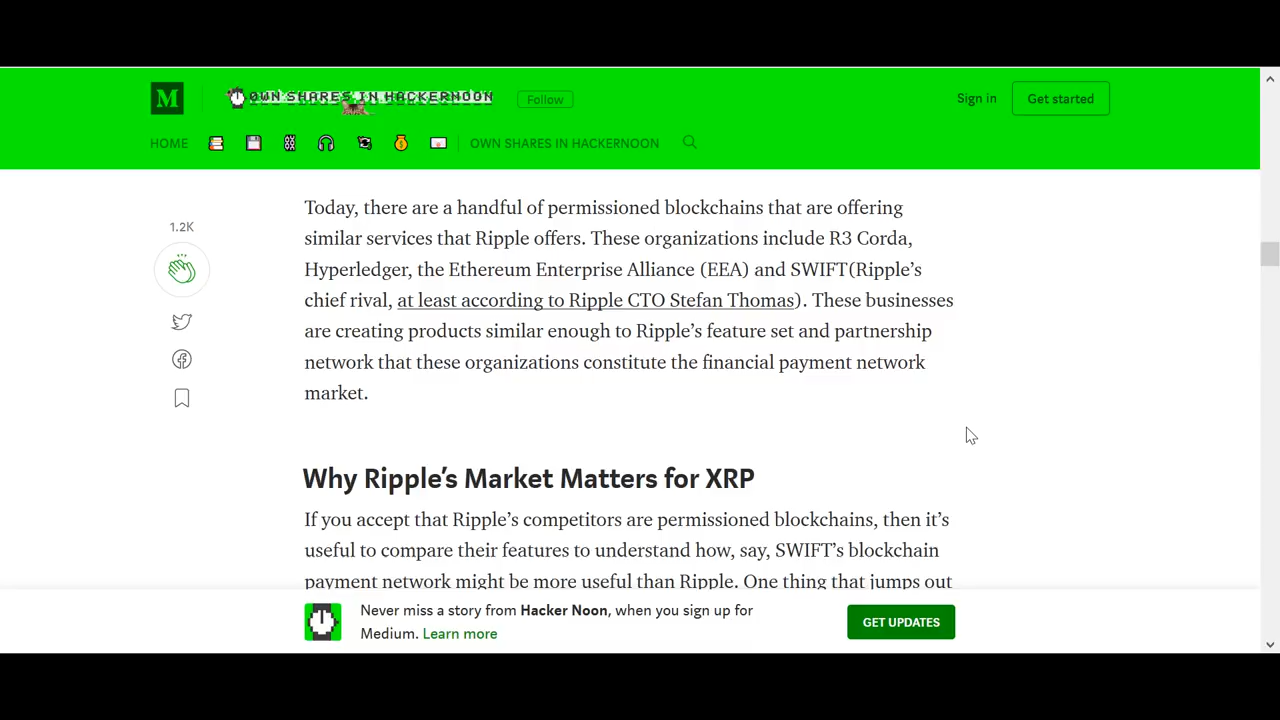 M
OWN SHARES IN HACKERNOON
Follow
Sign in
Get started
HOME
OWN SHARES IN HACKERNOON
1.2K
Today, there are a handful of permissioned blockchains that are offering
similar services that Ripple offers. These organizations include R3 Corda,
Hyperledger, the Ethereum Enterprise Alliance (EEA) and SWIFT(Ripple’s
chief rival, at least according to Ripple CTO Stefan Thomas). These businesses
are creating products similar enough to Ripple’s feature set and partnership
network that these organizations constitute the financial payment network
market.
Why Ripple’s Market Matters for XRP
If you accept that Ripple’s competitors are permissioned blockchains, then it’s
useful to compare their features to understand how, say, SWIFT’s blockchain
payment network might be more useful than Ripple. One thing that jumps out
Never miss a story from Hacker Noon, when you sign up for
Medium. Learn more
GET UPDATES